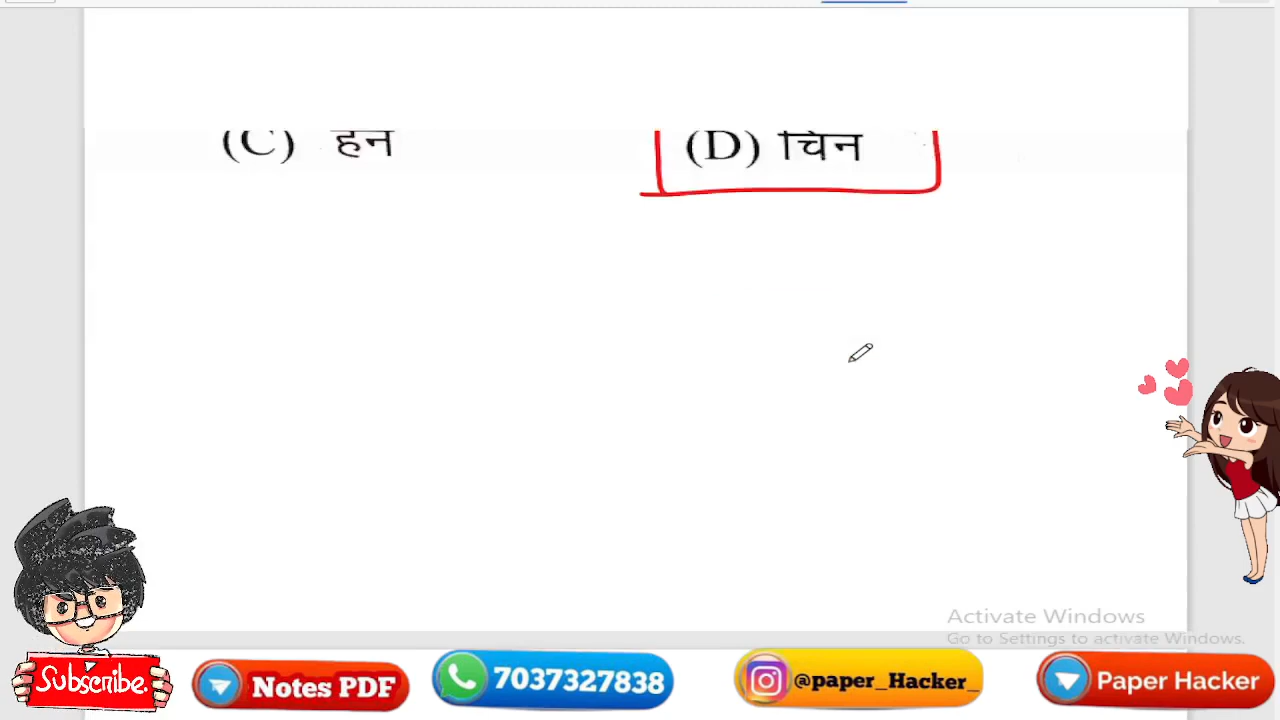 (C) हन (D) चिन
Activate Windows
Go to Settings to activate Windows.
Subscribe.
Notes PDF
7037327838
@paper_Hacker_
Paper Hacker